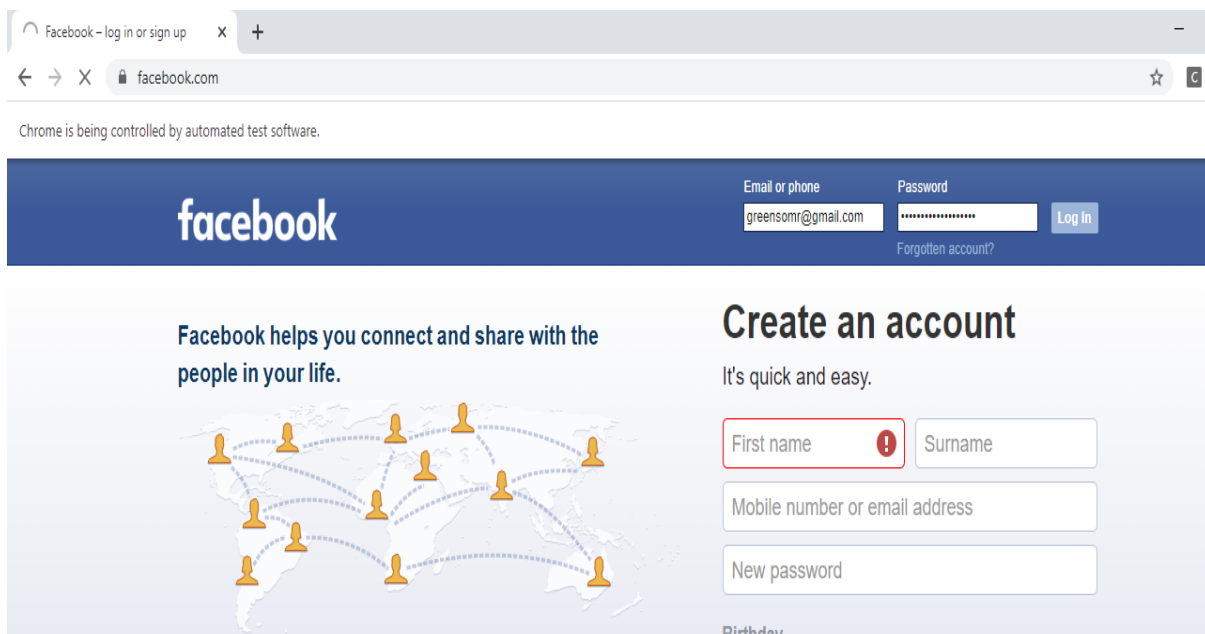 Facebook – log in or sign up
facebook.com
Chrome is being controlled by automated test software.
facebook
Email or phone Password
greensomr@gmail.com •••••••••••••••••• Log In
Forgotten account?
Facebook helps you connect and share with the
people in your life.
Create an account
It's quick and easy.
First name Surname
Mobile number or email address
New password
Birthday